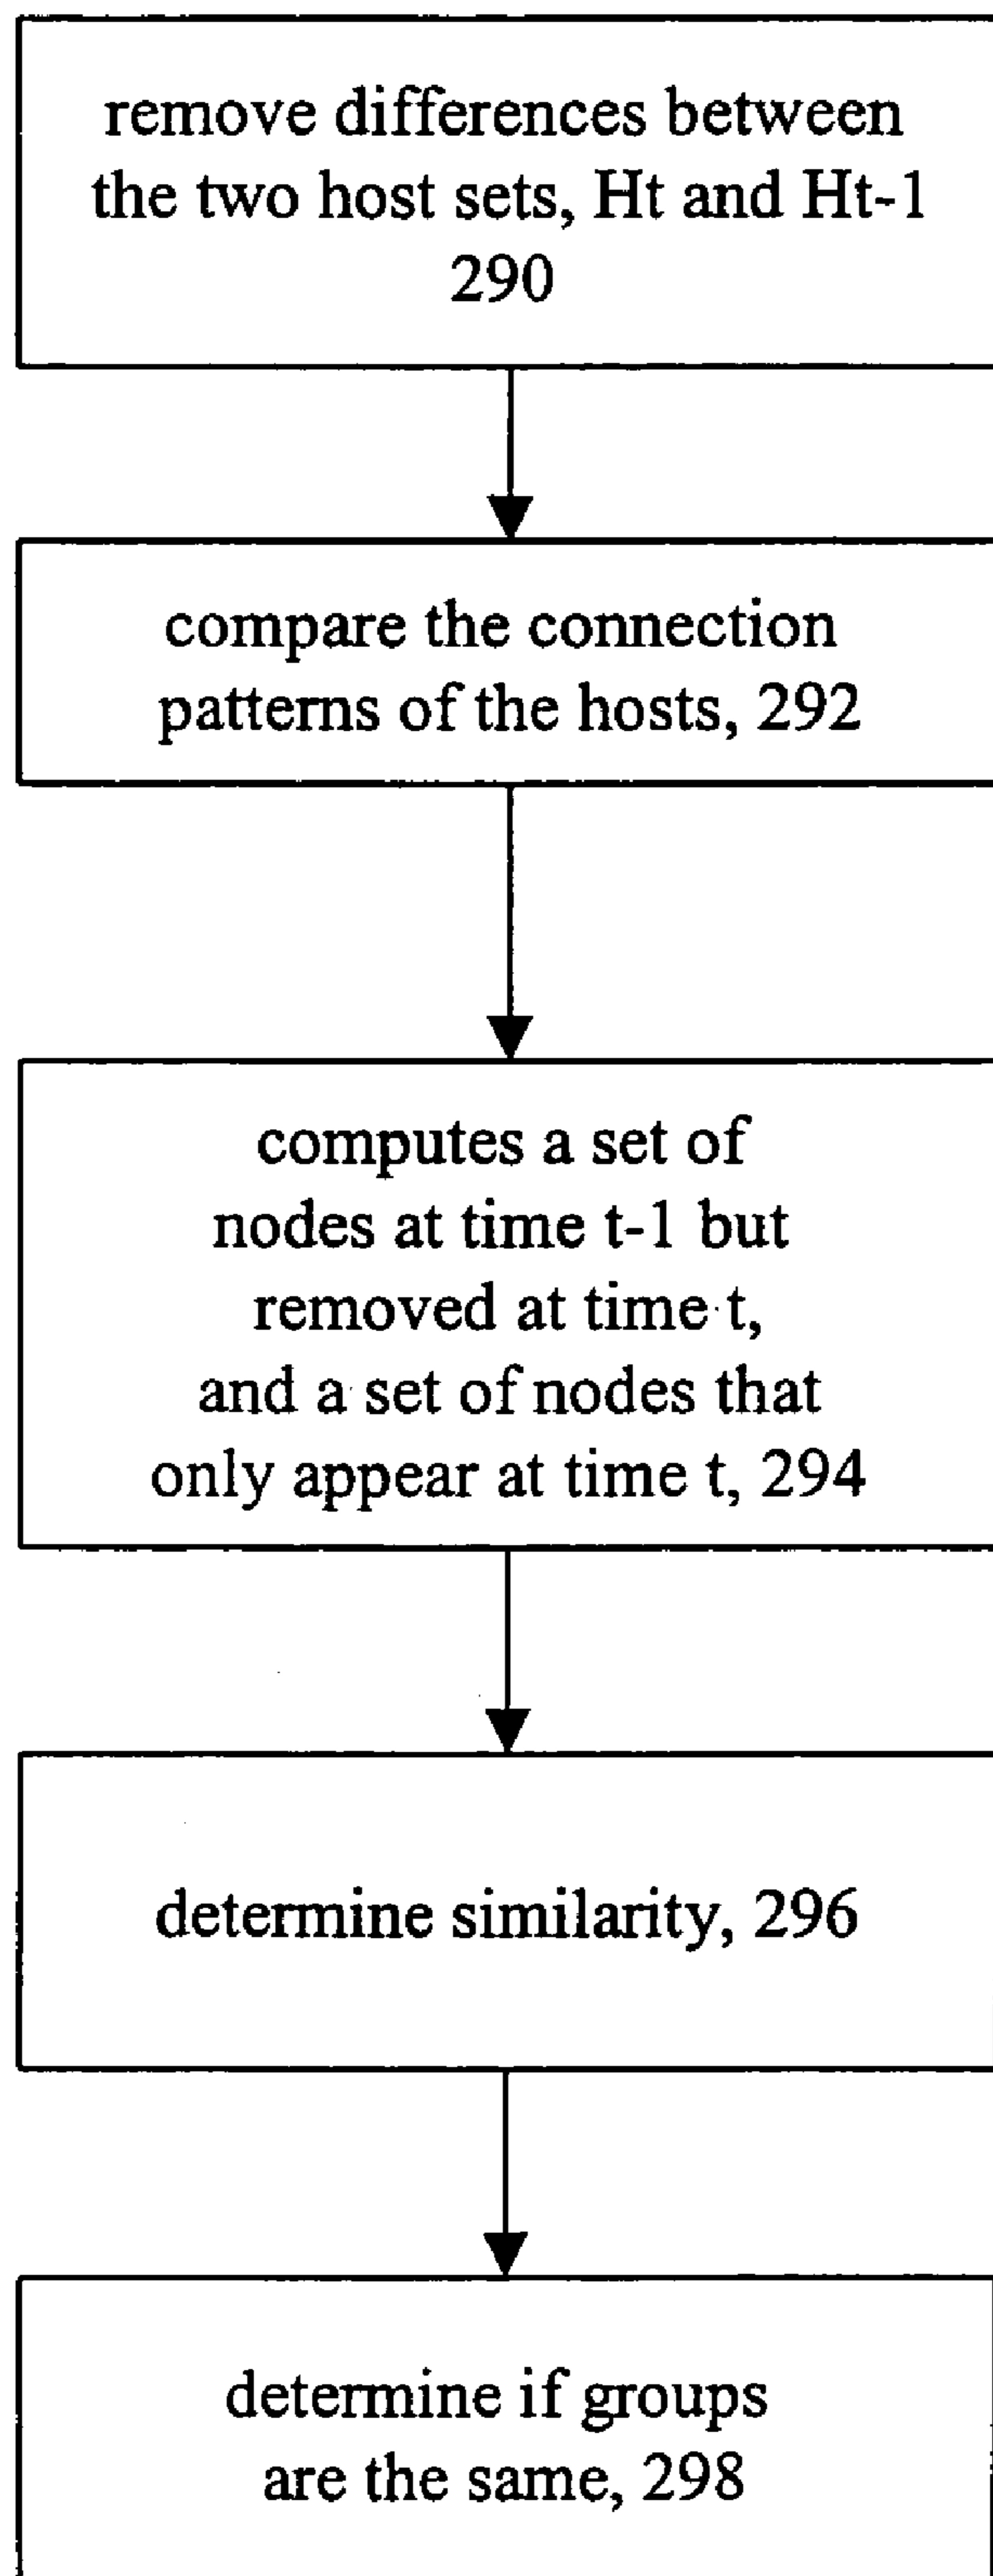 remove differences between
the two host sets, Ht and Ht-1
290
compare the connection
patterns of the hosts, 292
computes a set of
nodes at time t-1 but
removed at time t,
and a set of nodes that
only appear at time t, 294
determine similarity, 296
determine if groups
are the same, 298